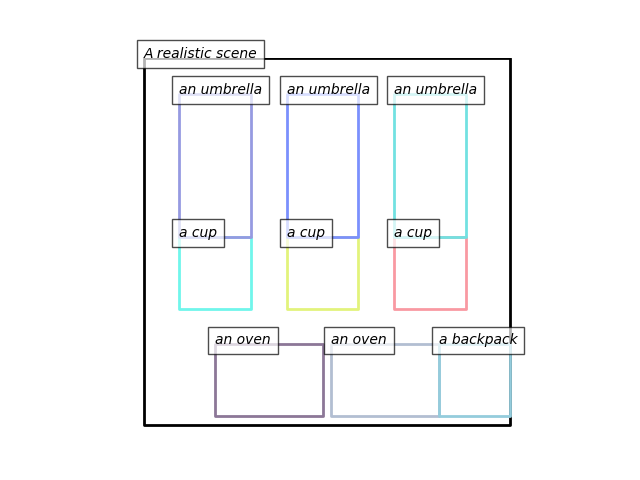 A realistic scene
an umbrella
an umbrella
an umbrella
a cup
a cup
a cup
an oven
an oven
a backpack